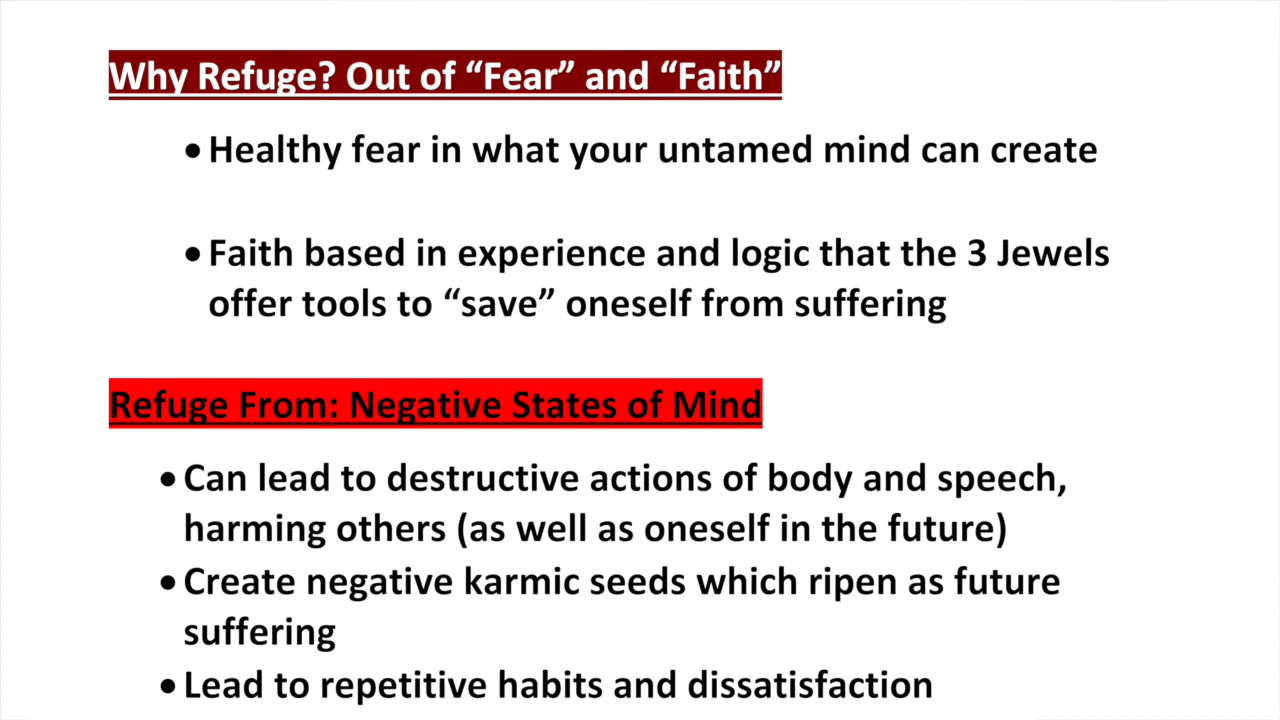 Why Refuge? Out of “Fear” and “Faith”
• Healthy fear in what your untamed mind can create
• Faith based in experience and logic that the 3 Jewels
offer tools to “save” oneself from suffering
Refuge From: Negative States of Mind
• Can lead to destructive actions of body and speech,
harming others (as well as oneself in the future)
• Create negative karmic seeds which ripen as future
suffering
• Lead to repetitive habits and dissatisfaction